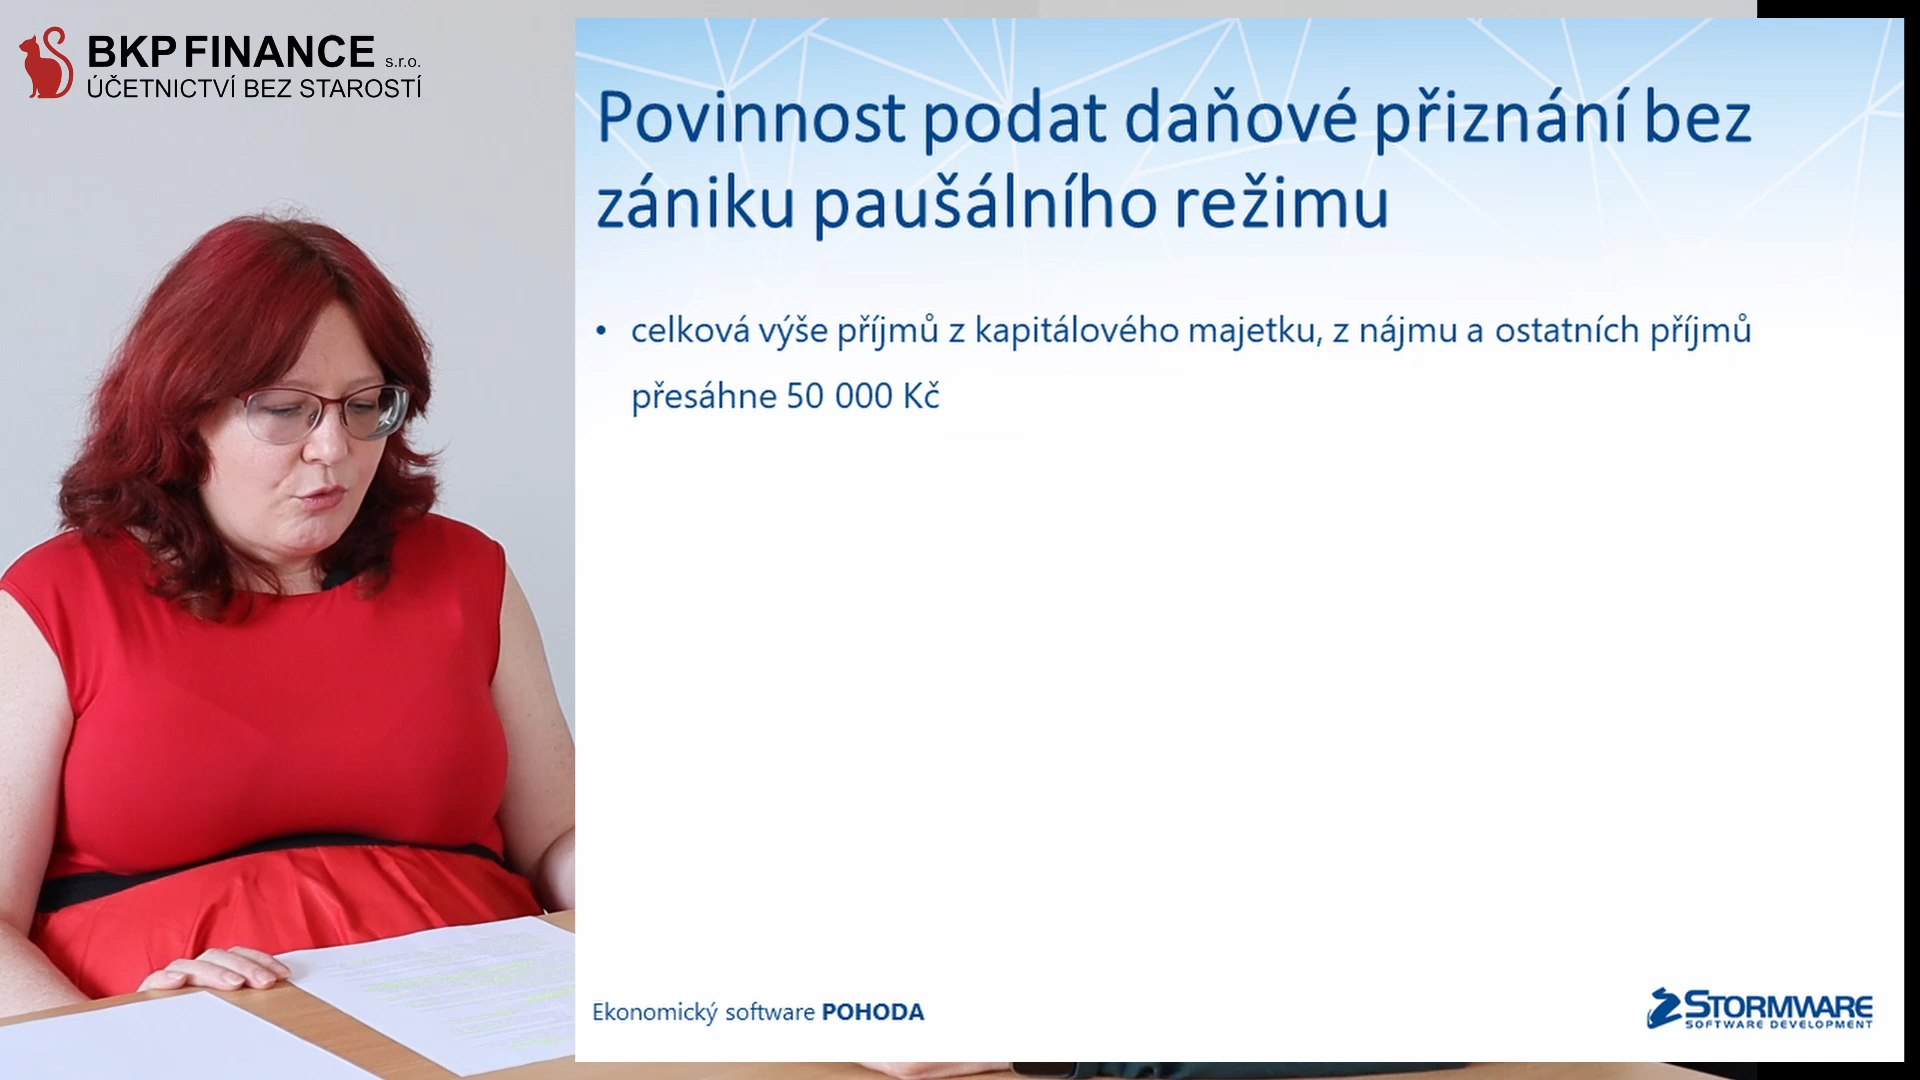 BKP FINANCE s.r.o.
ÚČETNICTVÍ BEZ STAROSTÍ
Povinnost podat daňové přiznání bez
zániku paušálního režimu
• celková výše příjmů z kapitálového majetku, z nájmu a ostatních příjmů
přesáhne 50 000 Kč
Ekonomický software POHODA
STORMWARE
SOFTWARE DEVELOPMENT